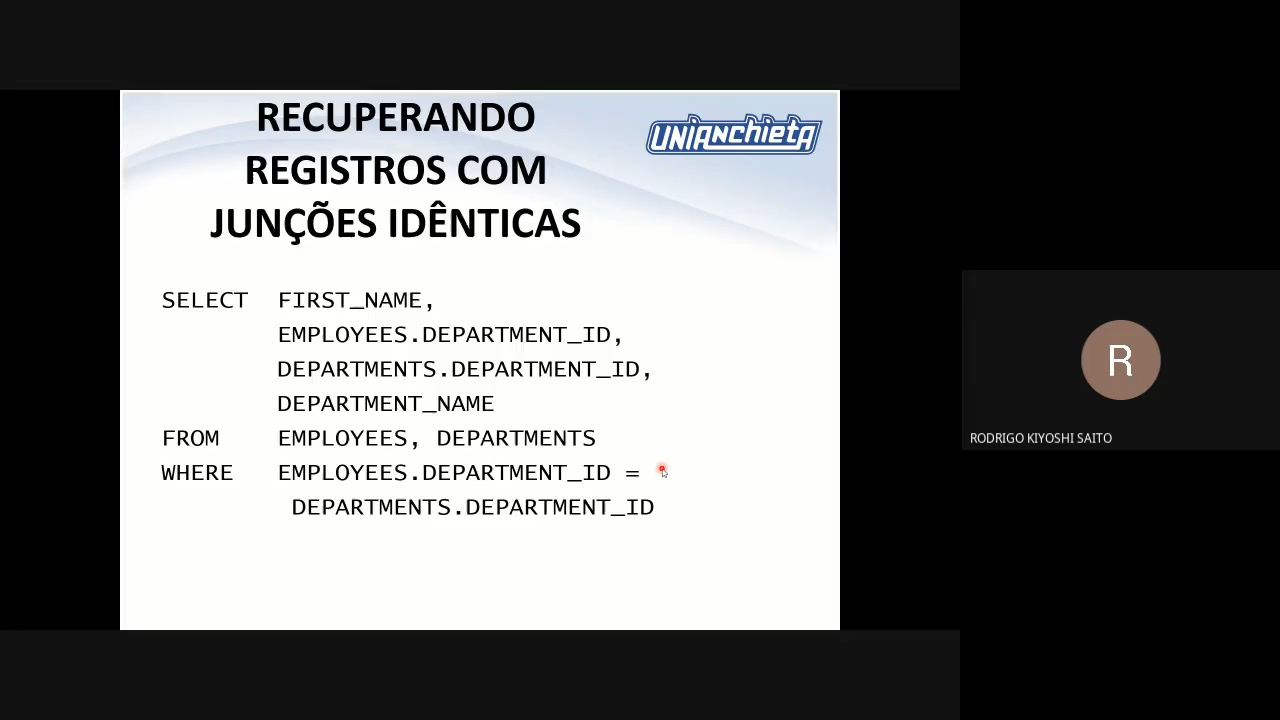 RECUPERANDO
REGISTROS COM
JUNÇÕES IDÊNTICAS
UNIANCHIETA
SELECT FIRST_NAME,
EMPLOYEES.DEPARTMENT_ID,
DEPARTMENTS.DEPARTMENT_ID,
DEPARTMENT_NAME
FROM EMPLOYEES, DEPARTMENTS
WHERE EMPLOYEES.DEPARTMENT_ID =
DEPARTMENTS.DEPARTMENT_ID
R
RODRIGO KIYOSHI SAITO